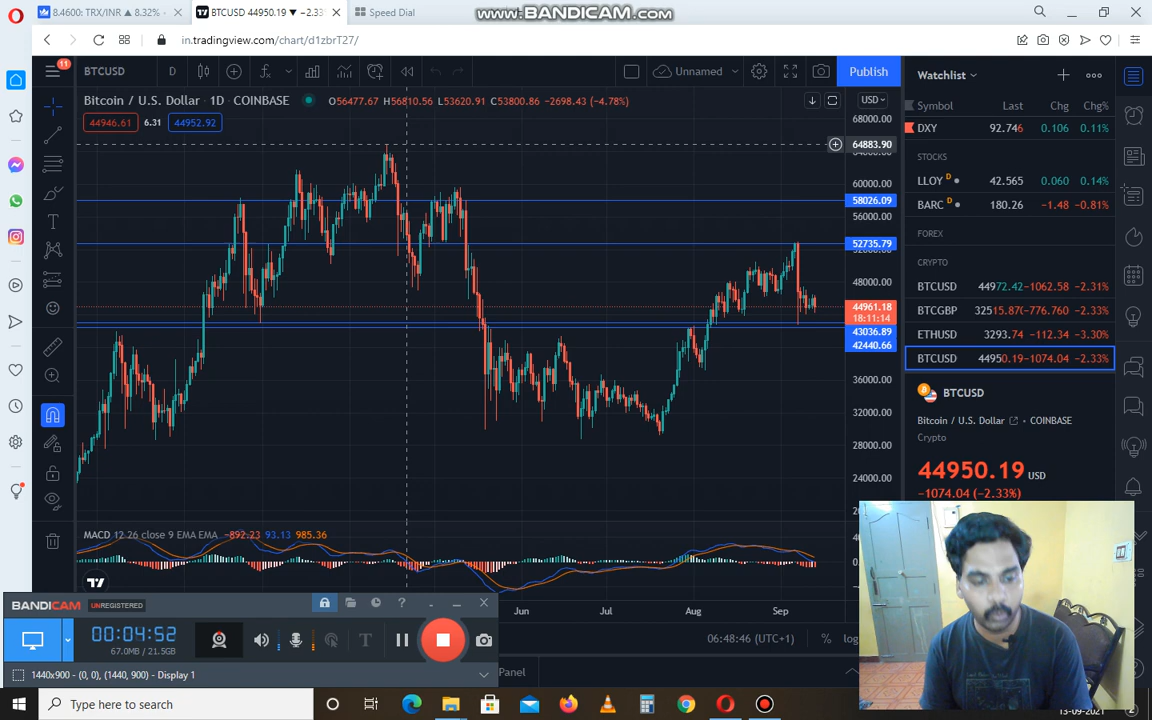 8.4600: TRX/INR ▲ 8.32%
BTCUSD 44950.19 ▼ −2.33
Speed Dial
www.BANDICAM.com
in.tradingview.com/chart/d1zbrT27/
11
BTCUSD
D
Unnamed
Publish
Bitcoin / U.S. Dollar · 1D · COINBASE
O56477.67 H56810.56 L53620.91 C53800.86 −2698.43 (−4.78%)
USD
44946.61
6.31
44952.92
68000.00
64883.90
60000.00
58026.09
56000.00
52735.79
48000.00
44961.18
18:11:14
43036.89
42440.66
36000.00
32000.00
28000.00
24000.00
MACD 12 26 close 9 EMA EMA −892.23 93.13 985.36
Jun
Jul
Aug
Sep
06:48:46 (UTC+1)
%
log
Panel
Watchlist
Symbol
Last
Chg
Chg%
DXY 92.746 0.106 0.11%
STOCKS
LLOY D 42.565 0.060 0.14%
BARC D 180.26 −1.48 −0.81%
FOREX
CRYPTO
BTCUSD 44972.42 −1062.58 −2.31%
ETHUSD 3293.74 −112.34 −3.30%
BTCUSD 44950.19 −1074.04 −2.33%
BTCUSD
Bitcoin / U.S. Dollar
COINBASE
Crypto
44950.19 USD
−1074.04 (−2.33%)
BANDICAM UNREGISTERED
00:04:52
67.0MB / 21.5GB
1440x900 - (0, 0), (1440, 900) - Display 1
Type here to search
13-09-2021